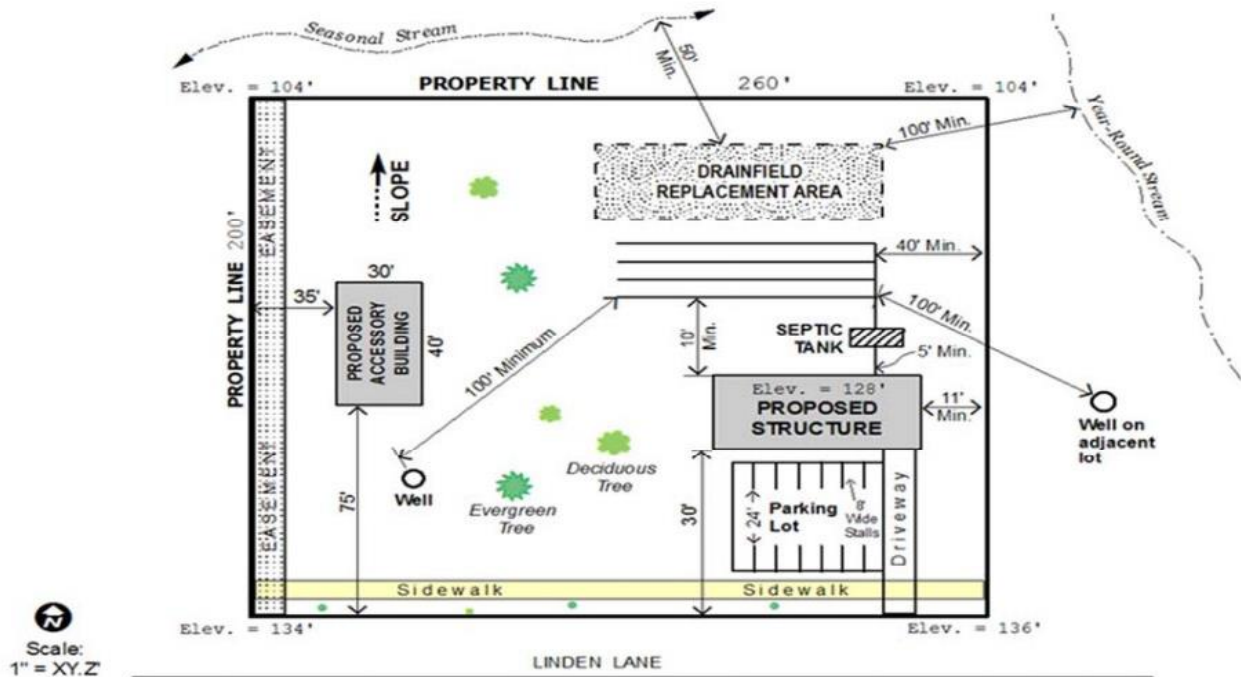 Seasonal Stream
50'
Min.
Elev. = 104'
PROPERTY LINE
260'
Elev. = 104'
Year-Round Stream
100' Min.
EASEMENT
SLOPE
DRAINFIELD
REPLACEMENT AREA
PROPERTY LINE 200'
40' Min.
30'
35'
PROPOSED
ACCESSORY
BUILDING
40'
100' Minimum
10'
Min.
SEPTIC
TANK
100' Min.
5' Min.
Elev. = 128'
PROPOSED
STRUCTURE
11'
Min.
Well on
adjacent
lot
EASEMENT
75'
Well
Deciduous
Tree
Evergreen
Tree
30'
24'
Parking
Lot
8'
Wide
Stalls
Driveway
Sidewalk
Sidewalk
N
Scale:
1" = XY.Z'
Elev. = 134'
Elev. = 136'
LINDEN LANE